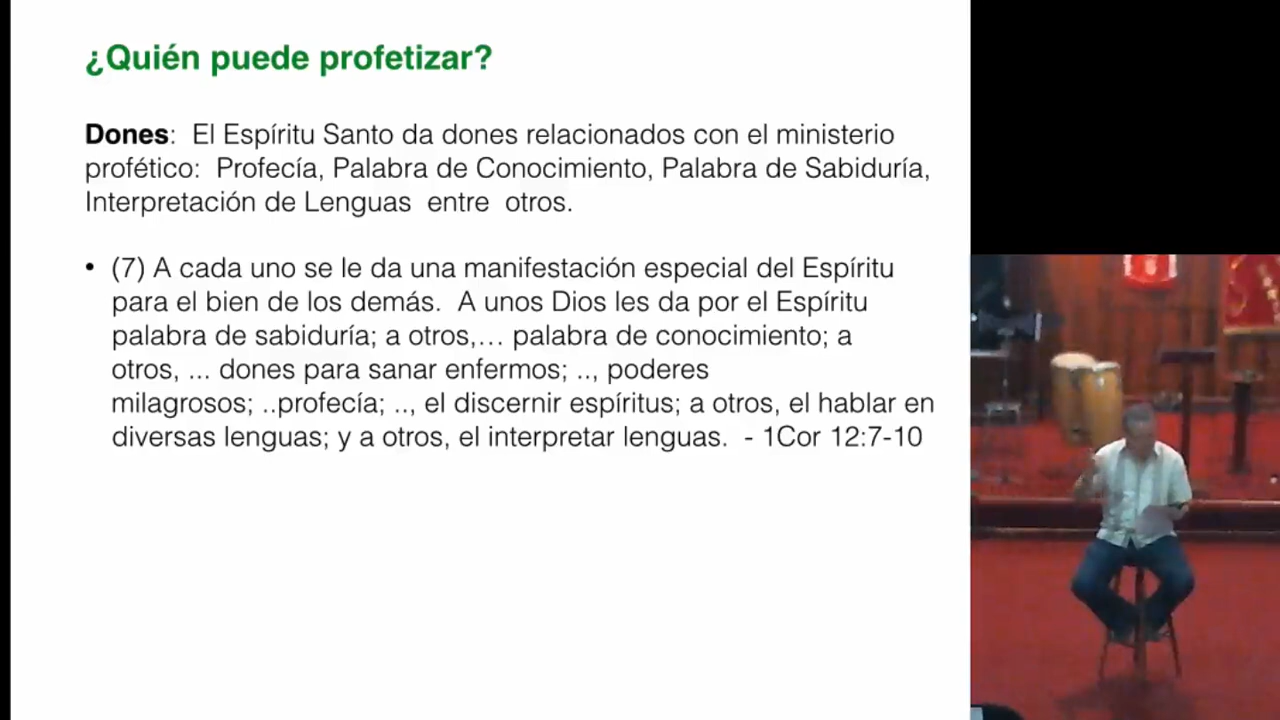 ¿Quién puede profetizar?
Dones:  El Espíritu Santo da dones relacionados con el ministerio
profético:  Profecía, Palabra de Conocimiento, Palabra de Sabiduría,
Interpretación de Lenguas  entre  otros.
• (7) A cada uno se le da una manifestación especial del Espíritu
para el bien de los demás.  A unos Dios les da por el Espíritu
palabra de sabiduría; a otros,… palabra de conocimiento; a
otros, ... dones para sanar enfermos; .., poderes
milagrosos; ..profecía; .., el discernir espíritus; a otros, el hablar en
diversas lenguas; y a otros, el interpretar lenguas.  - 1Cor 12:7-10